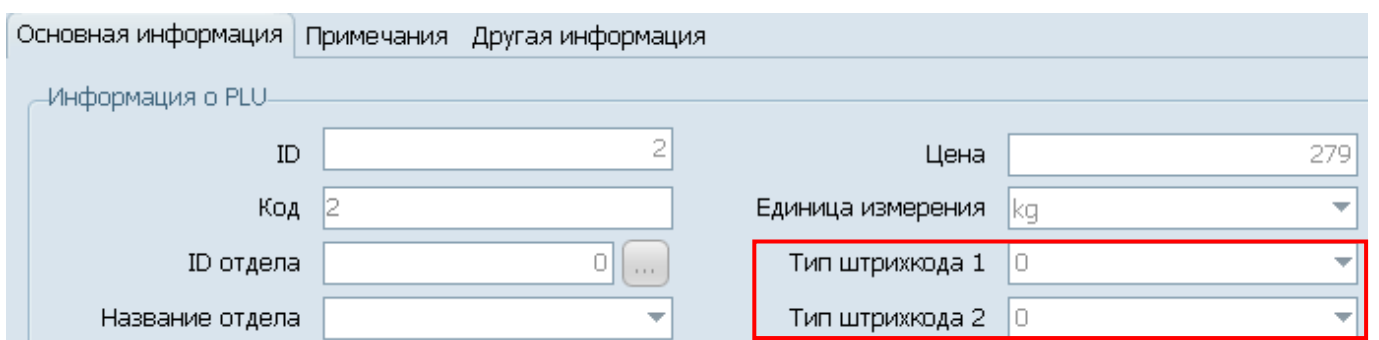 Основная информация Примечания Другая информация
Информация о PLU
ID 2 Цена 279
Код 2 Единица измерения kg
ID отдела 0 ... Тип штрихкода 1 0
Название отдела Тип штрихкода 2 0